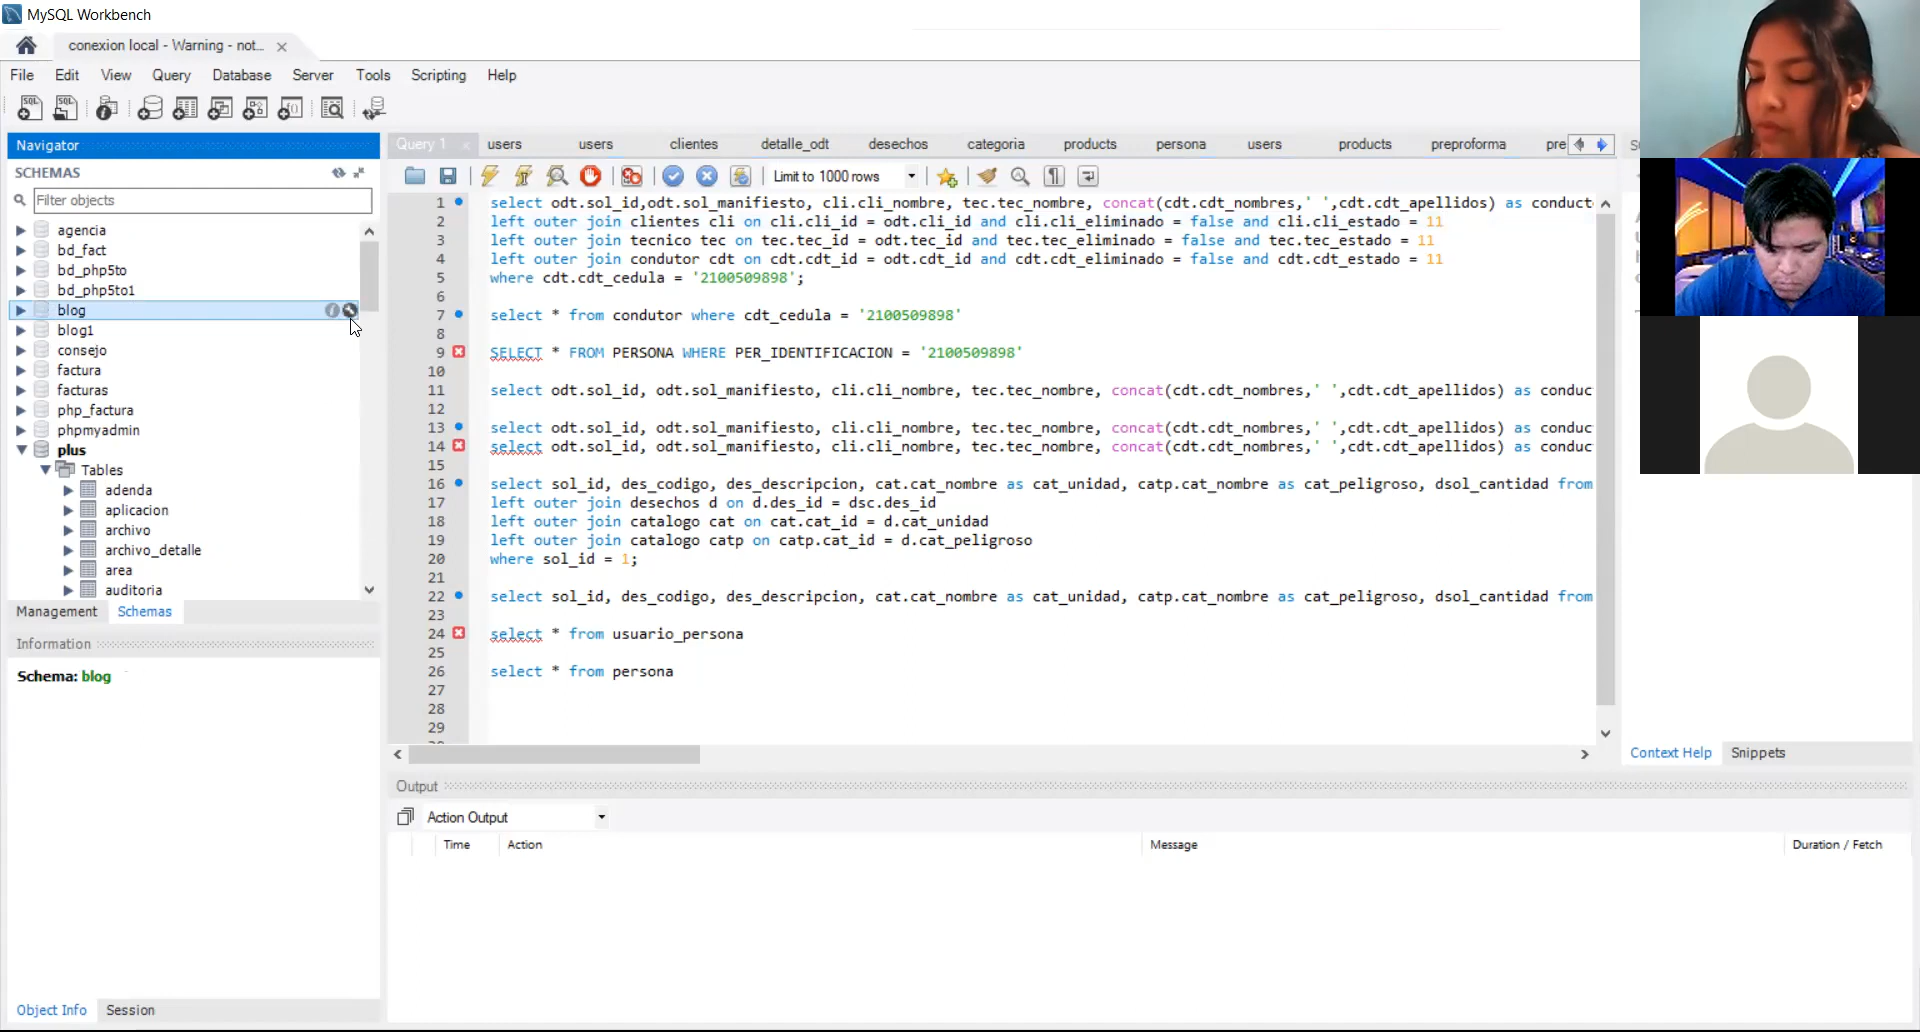 MySQL Workbench
conexion local - Warning - not...
File Edit View Query Database Server Tools Scripting Help
Navigator
SCHEMAS
Filter objects
agencia
bd_fact
bd_php5to
bd_php5to1
blog
blog1
consejo
factura
facturas
php_factura
phpmyadmin
plus
Tables
adenda
aplicacion
archivo
archivo_detalle
area
auditoria
Management Schemas
Information
Schema: blog
Object Info Session
Query 1 users users clientes detalle_odt desechos categoria products persona users products preproforma pre
Limit to 1000 rows
1 select odt.sol_id,odt.sol_manifiesto, cli.cli_nombre, tec.tec_nombre, concat(cdt.cdt_nombres,' ',cdt.cdt_apellidos) as conducto
2 left outer join clientes cli on cli.cli_id = odt.cli_id and cli.cli_eliminado = false and cli.cli_estado = 11
3 left outer join tecnico tec on tec.tec_id = odt.tec_id and tec.tec_eliminado = false and tec.tec_estado = 11
4 left outer join condutor cdt on cdt.cdt_id = odt.cdt_id and cdt.cdt_eliminado = false and cdt.cdt_estado = 11
5 where cdt.cdt_cedula = '2100509898';
6
7 select * from condutor where cdt_cedula = '2100509898'
8
9 SELECT * FROM PERSONA WHERE PER_IDENTIFICACION = '2100509898'
10
11 select odt.sol_id, odt.sol_manifiesto, cli.cli_nombre, tec.tec_nombre, concat(cdt.cdt_nombres,' ',cdt.cdt_apellidos) as conduc
12
13 select odt.sol_id, odt.sol_manifiesto, cli.cli_nombre, tec.tec_nombre, concat(cdt.cdt_nombres,' ',cdt.cdt_apellidos) as conduc
14 select odt.sol_id, odt.sol_manifiesto, cli.cli_nombre, tec.tec_nombre, concat(cdt.cdt_nombres,' ',cdt.cdt_apellidos) as conduc
15
16 select sol_id, des_codigo, des_descripcion, cat.cat_nombre as cat_unidad, catp.cat_nombre as cat_peligroso, dsol_cantidad from
17 left outer join desechos d on d.des_id = dsc.des_id
18 left outer join catalogo cat on cat.cat_id = d.cat_unidad
19 left outer join catalogo catp on catp.cat_id = d.cat_peligroso
20 where sol_id = 1;
21
22 select sol_id, des_codigo, des_descripcion, cat.cat_nombre as cat_unidad, catp.cat_nombre as cat_peligroso, dsol_cantidad from
23
24 select * from usuario_persona
25
26 select * from persona
27
28
29
Context Help Snippets
Output
Action Output
Time Action Message Duration / Fetch